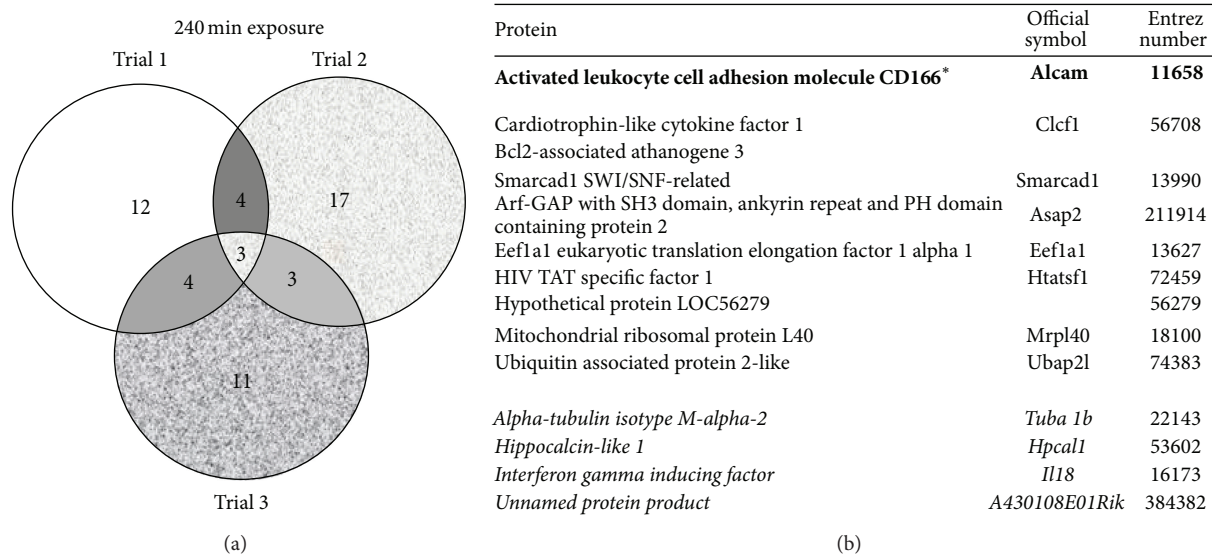 240 min exposure
Trial 1
Trial 2
12
4
17
3
4
3
11
Trial 3
(a)
Protein Official symbol Entrez number
Activated leukocyte cell adhesion molecule CD166* Alcam 11658
Cardiotrophin-like cytokine factor 1 Clcf1 56708
Bcl2-associated athanogene 3
Smarcad1 SWI/SNF-related Smarcad1 13990
Arf-GAP with SH3 domain, ankyrin repeat and PH domain
containing protein 2 Asap2 211914
Eef1a1 eukaryotic translation elongation factor 1 alpha 1 Eef1a1 13627
HIV TAT specific factor 1 Htatsf1 72459
Hypothetical protein LOC56279 56279
Mitochondrial ribosomal protein L40 Mrpl40 18100
Ubiquitin associated protein 2-like Ubap2l 74383
Alpha-tubulin isotype M-alpha-2 Tuba 1b 22143
Hippocalcin-like 1 Hpcal1 53602
Interferon gamma inducing factor Il18 16173
Unnamed protein product A430108E01Rik 384382
(b)